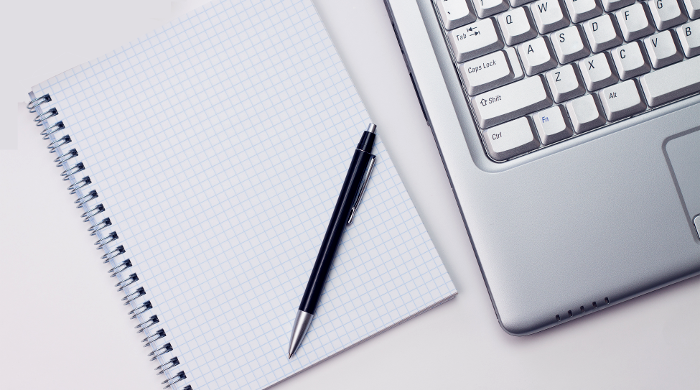 Q W
Tab
A S D F G
Caps Lock
Z X C V B
Shift
Ctrl Fn Alt